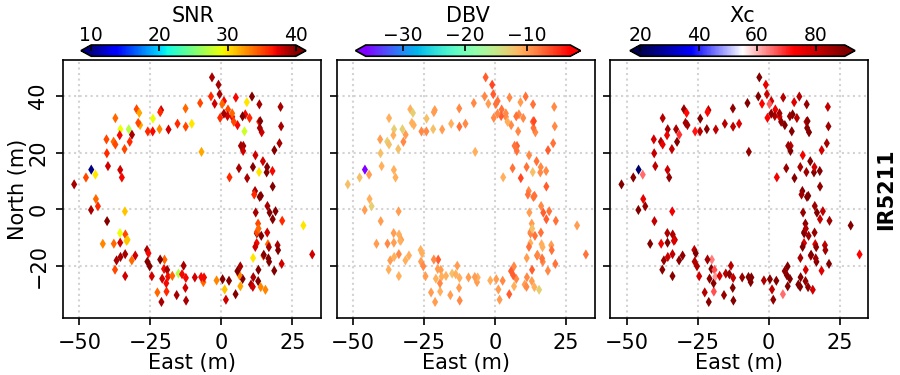 SNR DBV Xc
10 20 30 40 −30 −20 −10 20 40 60 80
North (m)
40
20
0
−20
−50 −25 0 25 −50 −25 0 25 −50 −25 0 25
East (m) East (m) East (m)
IR5211